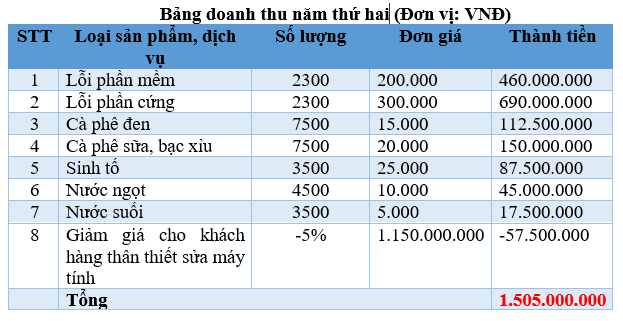 Bảng doanh thu năm thứ hai (Đơn vị: VNĐ)
STT Loại sản phẩm, dịch vụ Số lượng Đơn giá Thành tiền
1 Lỗi phần mềm 2300 200.000 460.000.000
2 Lỗi phần cứng 2300 300.000 690.000.000
3 Cà phê đen 7500 15.000 112.500.000
4 Cà phê sữa, bạc xỉu 7500 20.000 150.000.000
5 Sinh tố 3500 25.000 87.500.000
6 Nước ngọt 4500 10.000 45.000.000
7 Nước suối 3500 5.000 17.500.000
8 Giảm giá cho khách -5% 1.150.000.000 -57.500.000
hàng thân thiết sửa máy
tính
Tổng 1.505.000.000